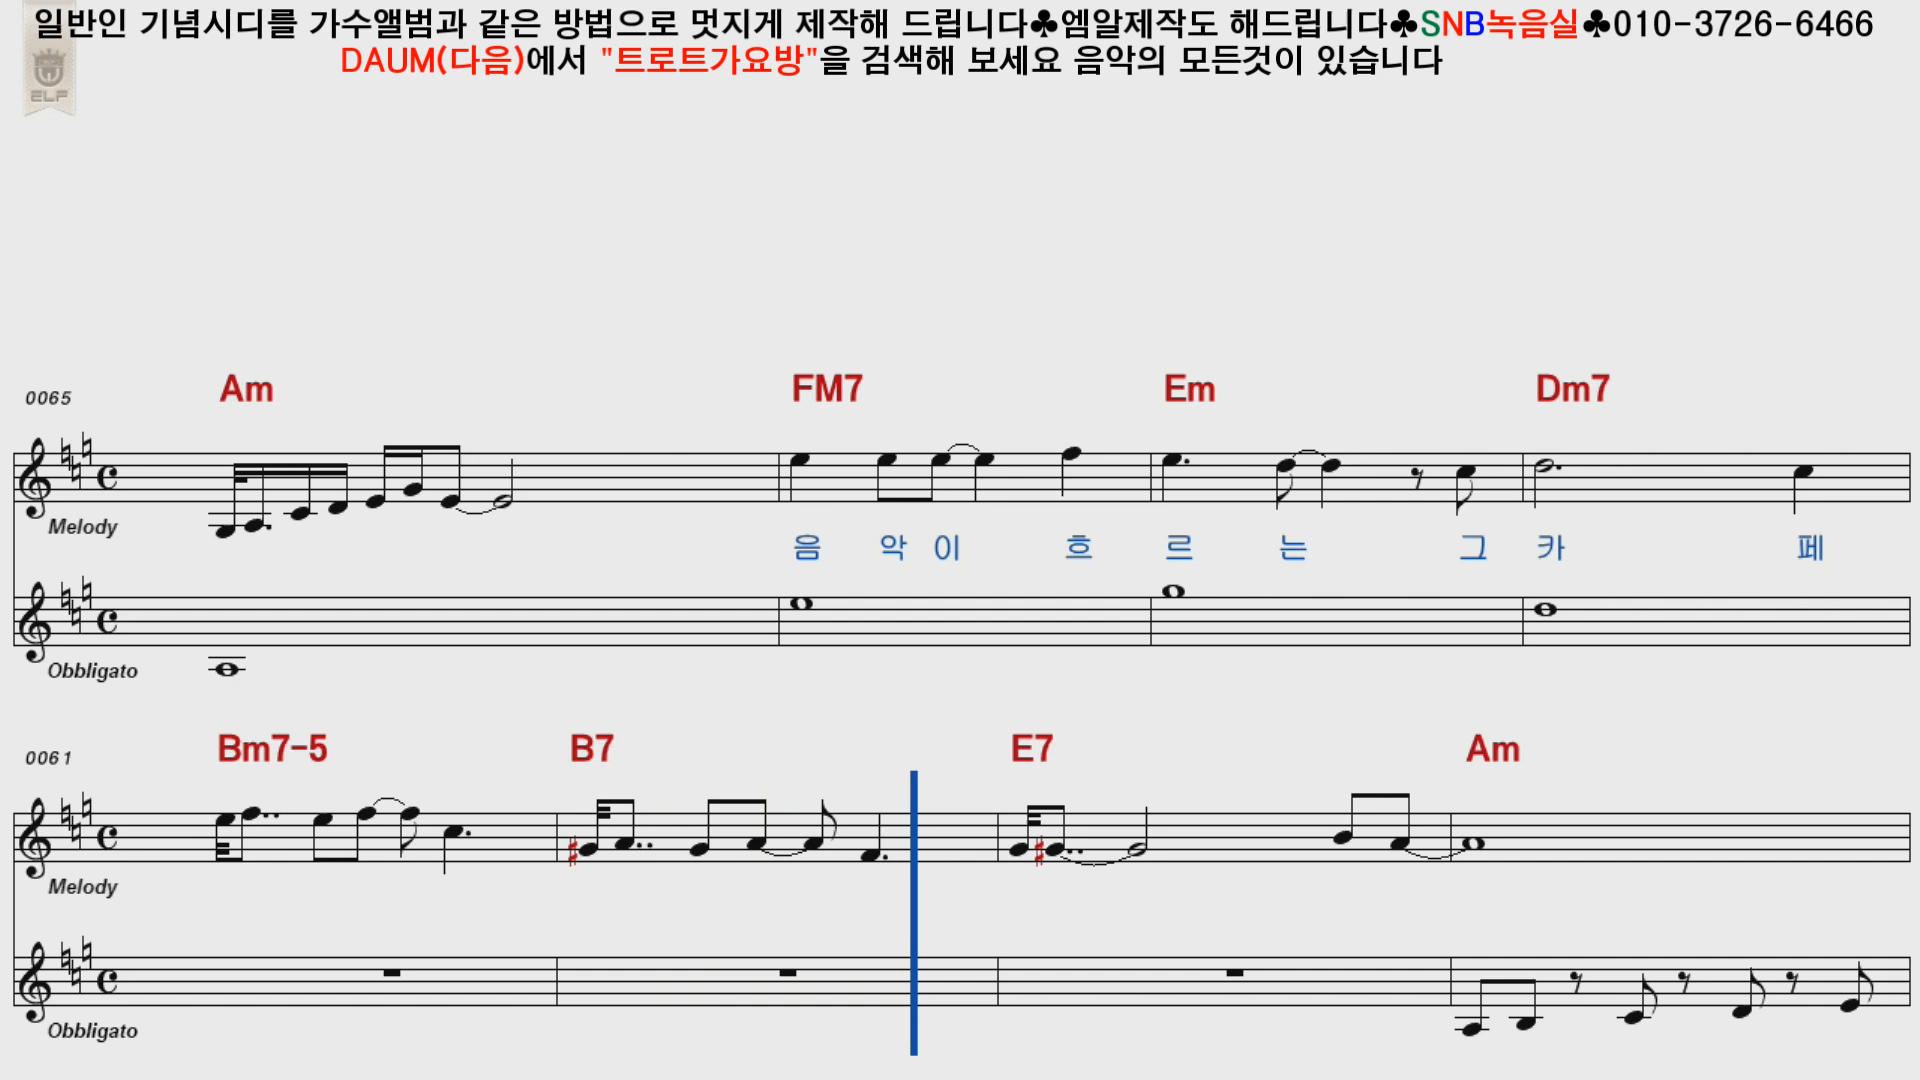 일반인 기념시디를 가수앨범과 같은 방법으로 멋지게 제작해 드립니다♣엠알제작도 해드립니다♣SNB녹음실♣010-3726-6466
DAUM(다음)에서 "트로트가요방"을 검색해 보세요 음악의 모든것이 있습니다
ELF
0065 Am FM7 Em Dm7
Melody
음 악 이 흐 르 는 그 카 페
Obbligato
0061 Bm7-5 B7 E7 Am
Melody
Obbligato